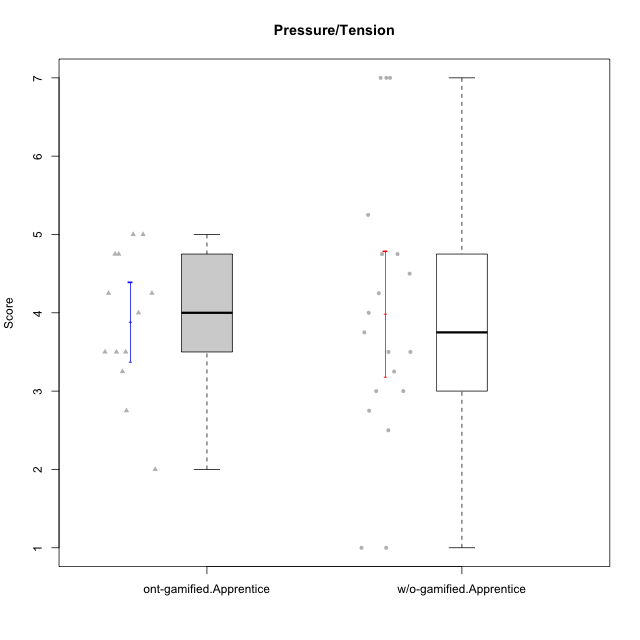 Pressure/Tension
Score
7
6
5
4
3
2
1
ont-gamified.Apprentice
w/o-gamified.Apprentice